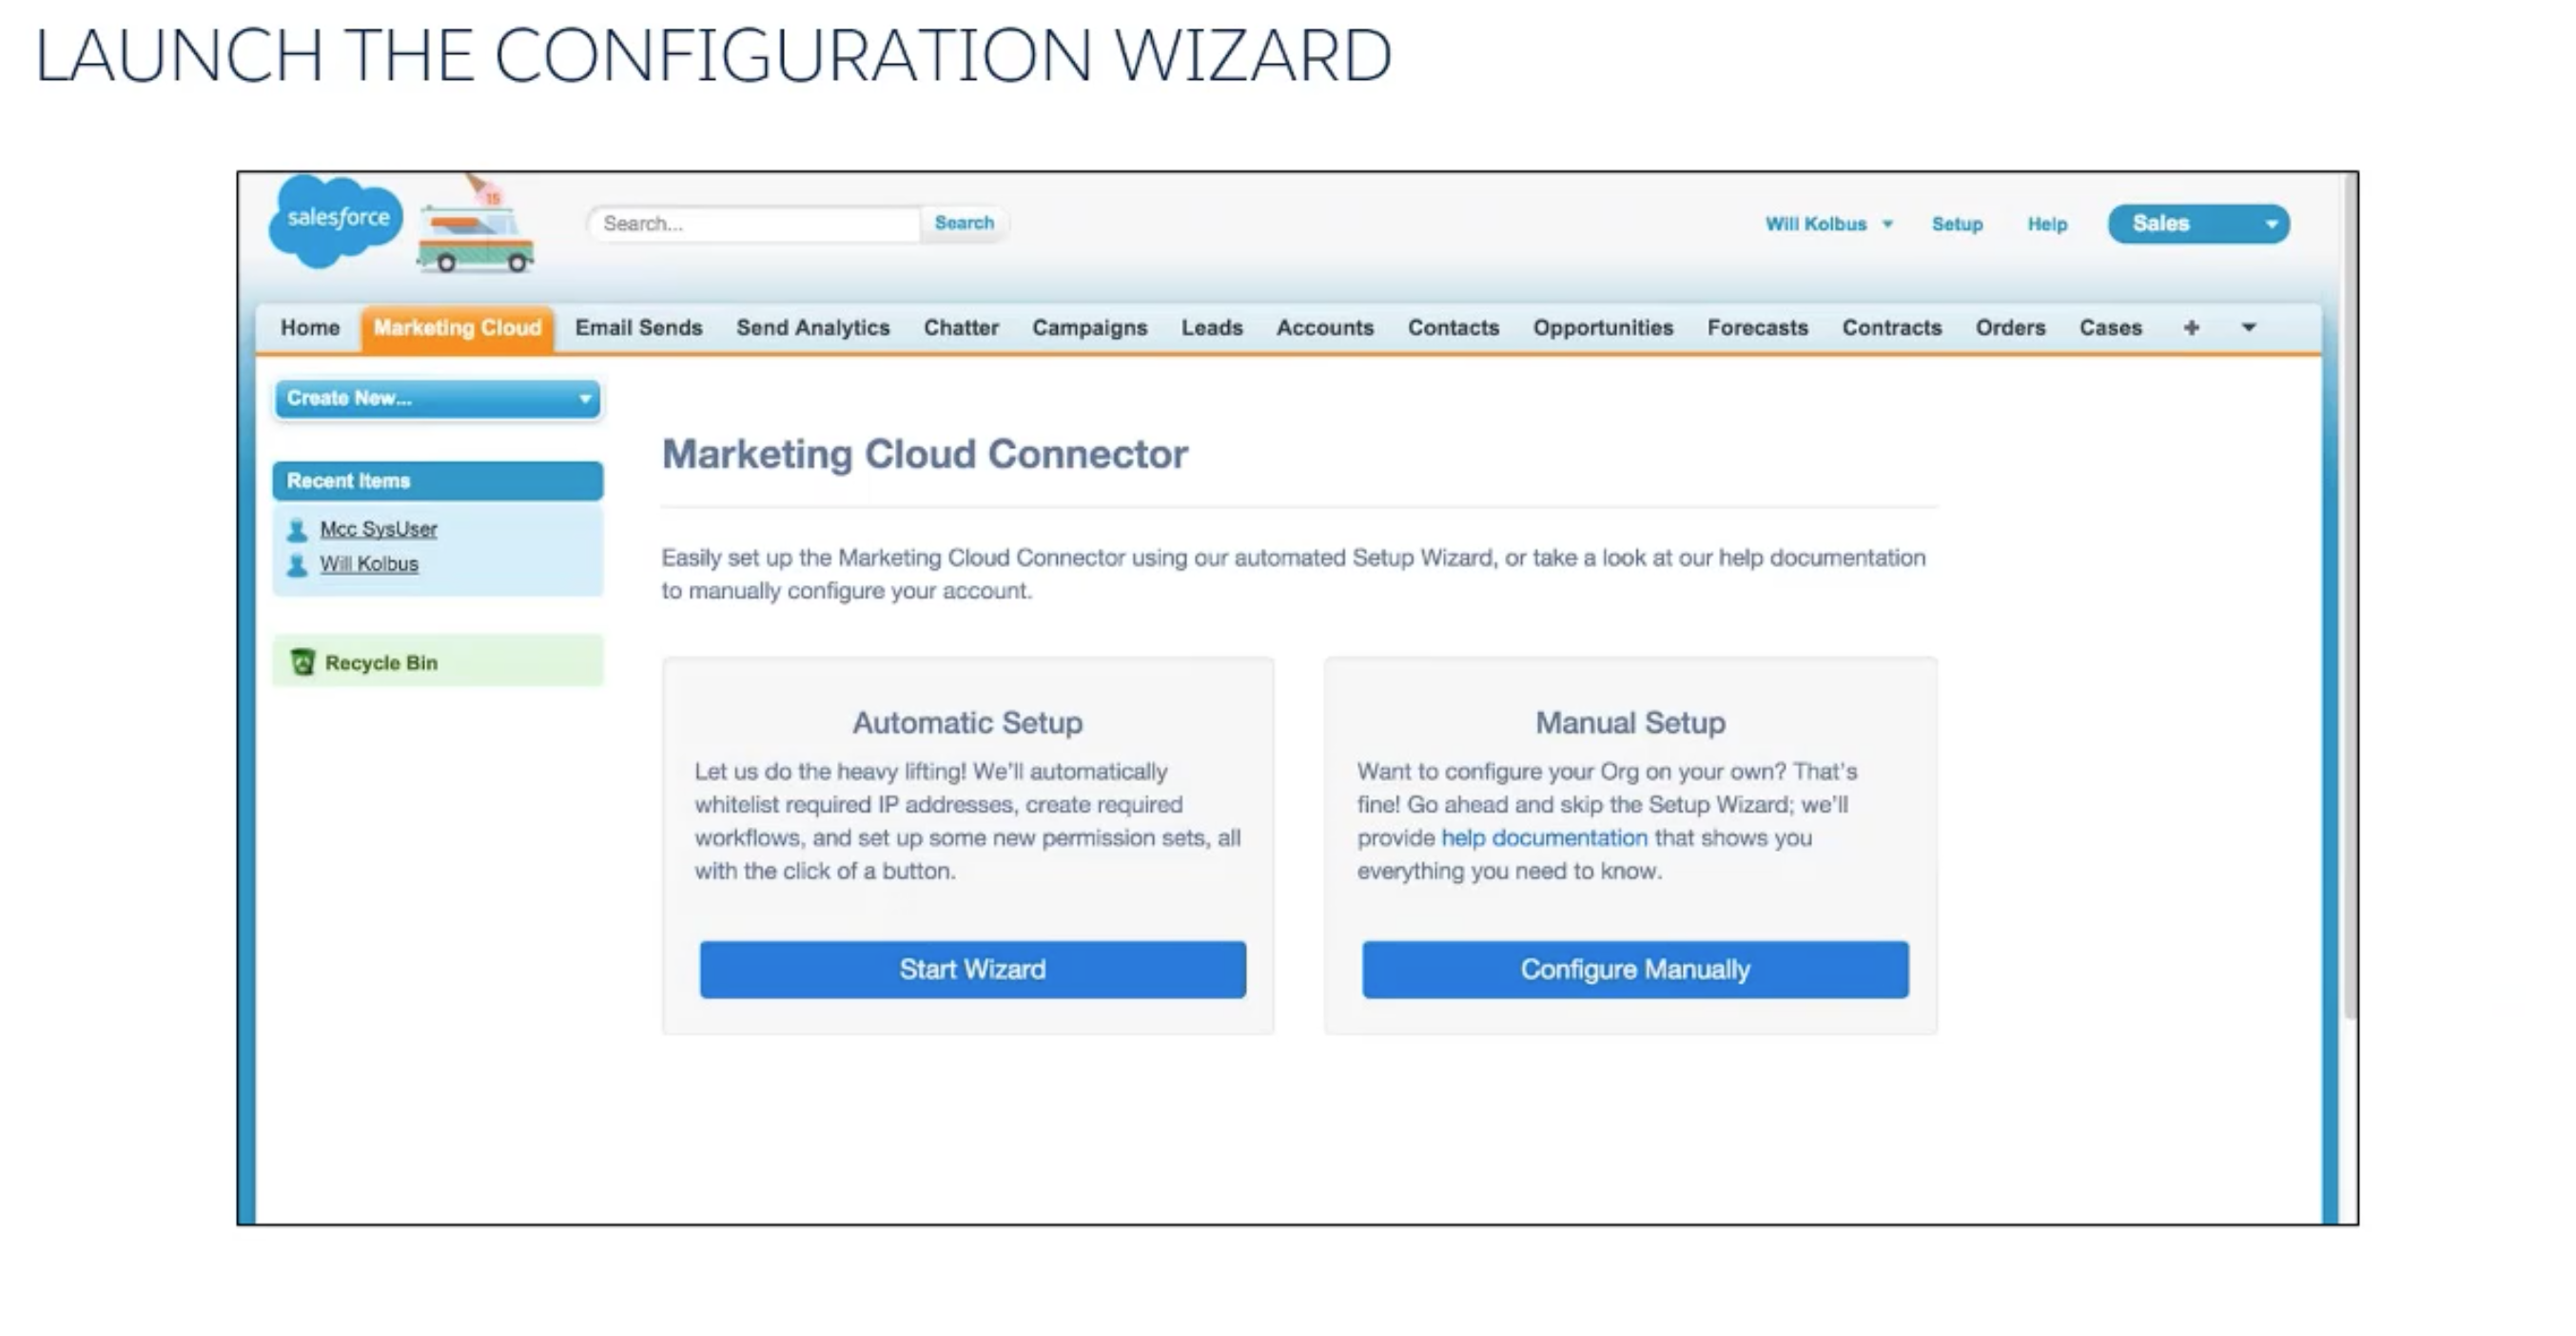 LAUNCH THE CONFIGURATION WIZARD
salesforce
15
Search...
Search
Will Kolbus
Setup
Help
Sales
Home
Marketing Cloud
Email Sends
Send Analytics
Chatter
Campaigns
Leads
Accounts
Contacts
Opportunities
Forecasts
Contracts
Orders
Cases
+
Create New...
Recent Items
Mcc SysUser
Will Kolbus
Recycle Bin
Marketing Cloud Connector
Easily set up the Marketing Cloud Connector using our automated Setup Wizard, or take a look at our help documentation
to manually configure your account.
Automatic Setup
Let us do the heavy lifting! We'll automatically
whitelist required IP addresses, create required
workflows, and set up some new permission sets, all
with the click of a button.
Start Wizard
Manual Setup
Want to configure your Org on your own? That's
fine! Go ahead and skip the Setup Wizard; we'll
provide help documentation that shows you
everything you need to know.
Configure Manually